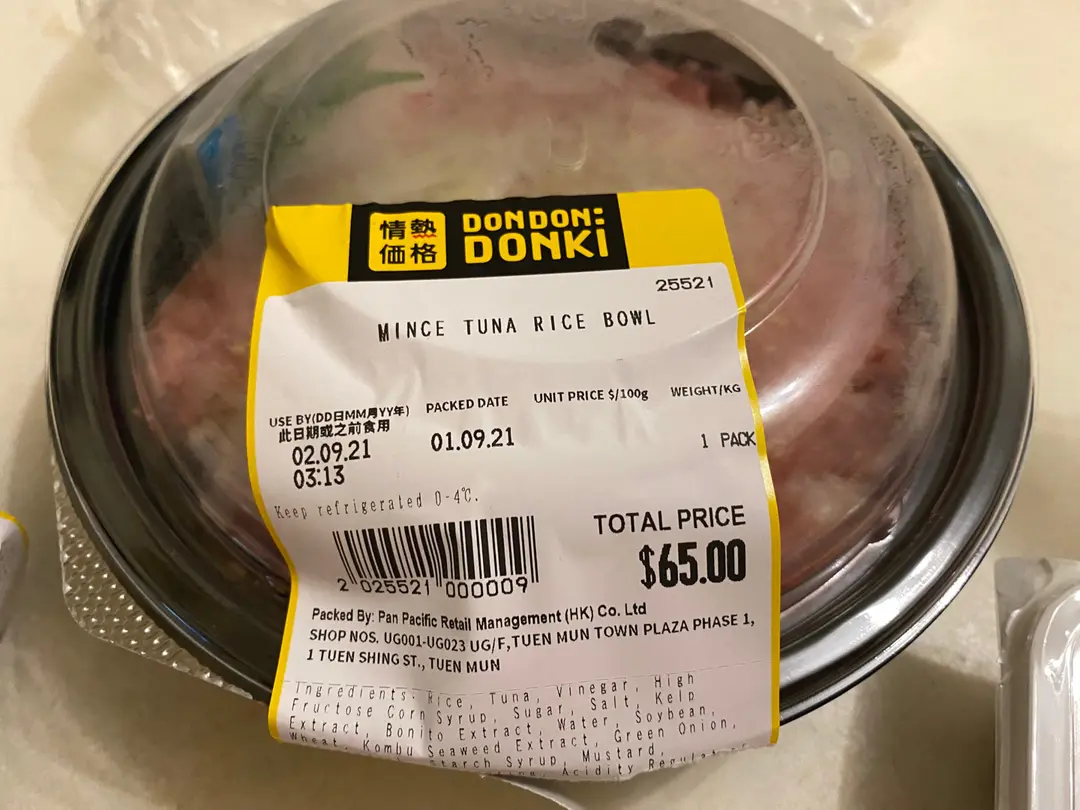 情熱
価格
DON DON:
DONKi
25521
MINCE TUNA RICE BOWL
USE BY(DD日MM月YY年) PACKED DATE UNIT PRICE $/100g WEIGHT/KG
此日期或之前食用
02.09.21 01.09.21 1 PACK
03:13
Keep refrigerated 0-4℃.
TOTAL PRICE
$65.00
2 025521 000009
Packed By: Pan Pacific Retail Management (HK) Co. Ltd
SHOP NOS. UG001-UG023 UG/F, TUEN MUN TOWN PLAZA PHASE 1,
1 TUEN SHING ST., TUEN MUN
Ingredients: Rice, Tuna, Vinegar, High
Fructose Corn Syrup, Sugar, Salt, Kelp
Extract, Bonito Extract, Water, Soybean,
Wheat, Kombu Seaweed Extract, Green Onion,
Starch Syrup, Mustard,
Acidity